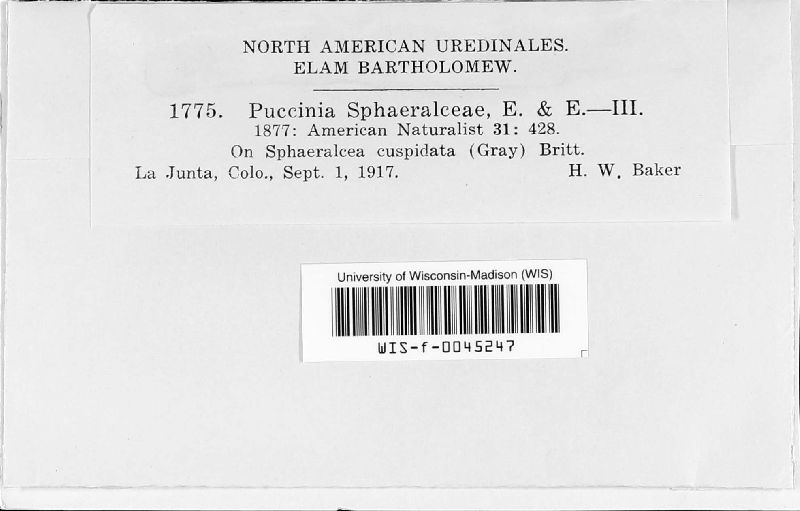 NORTH AMERICAN UREDINALES.
ELAM BARTHOLOMEW.
1775. Puccinia Sphaeralceae, E. & E.—III.
1877: American Naturalist 31: 428.
On Sphaeralcea cuspidata (Gray) Britt.
La Junta, Colo., Sept. 1, 1917. H. W. Baker
University of Wisconsin-Madison (WIS)
WIS-f-0045247